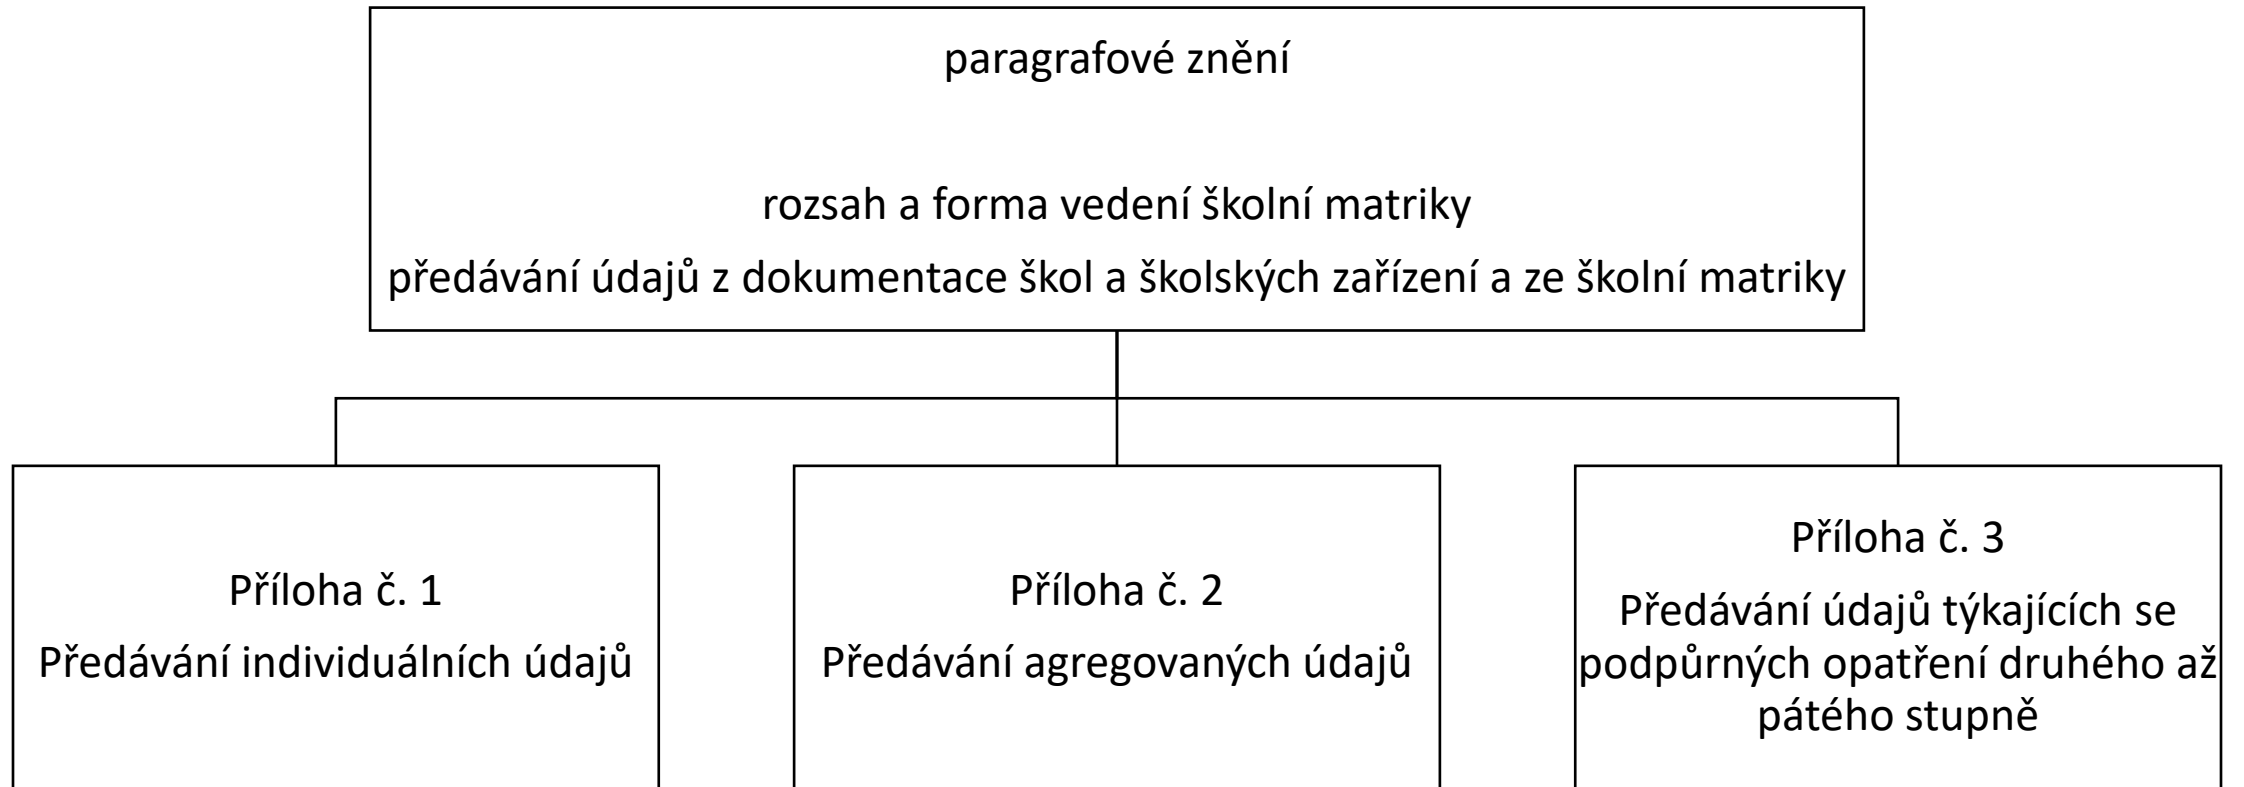 paragrafové znění
rozsah a forma vedení školní matriky
předávání údajů z dokumentace škol a školských zařízení a ze školní matriky
Příloha č. 1
Předávání individuálních údajů
Příloha č. 2
Předávání agregovaných údajů
Příloha č. 3
Předávání údajů týkajících se
podpůrných opatření druhého až
pátého stupně